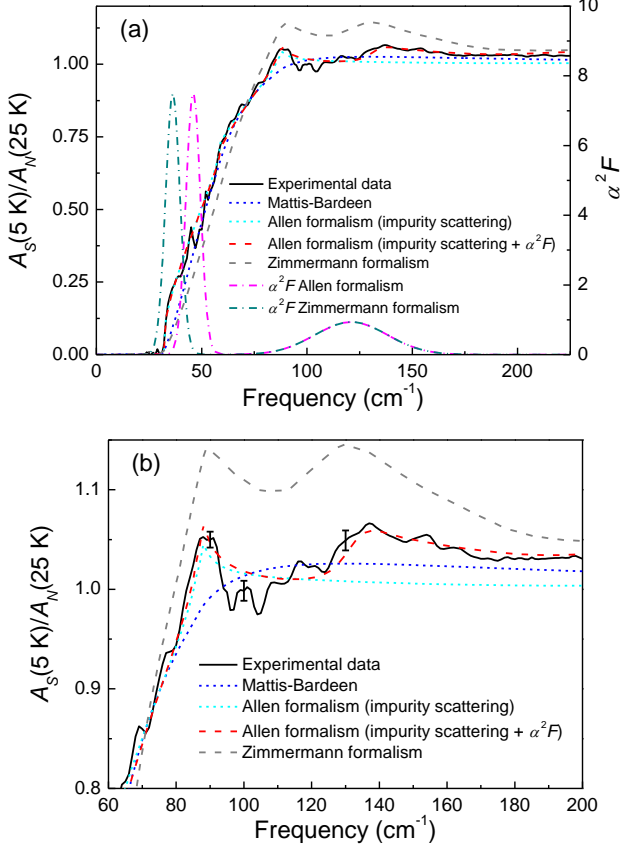 (a)
10
8
6
4
2
0
α²F
1.00
0.75
0.50
0.25
0.00
A_S(5 K)/A_N(25 K)
Experimental data
Mattis-Bardeen
Allen formalism (impurity scattering)
Allen formalism (impurity scattering + α²F)
Zimmermann formalism
α²F Allen formalism
α²F Zimmermann formalism
0 50 100 150 200
Frequency (cm⁻¹)
(b)
1.1
1.0
0.9
0.8
A_S(5 K)/A_N(25 K)
Experimental data
Mattis-Bardeen
Allen formalism (impurity scattering)
Allen formalism (impurity scattering + α²F)
Zimmermann formalism
60 80 100 120 140 160 180 200
Frequency (cm⁻¹)